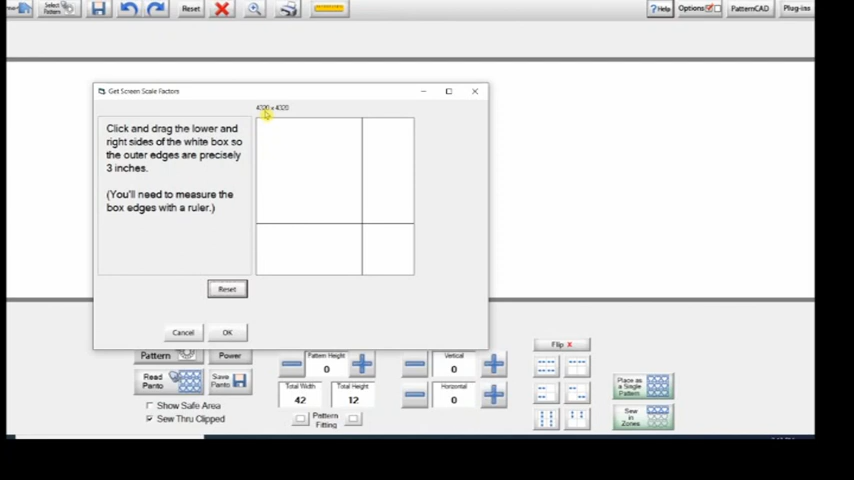 Select
Pattern
Reset
?Help
Options
PatternCAD
Plug-ins
Get Screen Scale Factors
4320 x 4320
Click and drag the lower and
right sides of the white box so
the outer edges are precisely
3 inches.
(You'll need to measure the
box edges with a ruler.)
Reset
Cancel
OK
Pattern
Power
Read
Panto
Save
Panto
Show Safe Area
Sew Thru Clipped
Pattern Height
0
Total Width
42
Total Height
12
Pattern
Fitting
Vertical
0
Horizontal
0
Flip X
Place as
a Single
Pattern
Sew
in
Zones